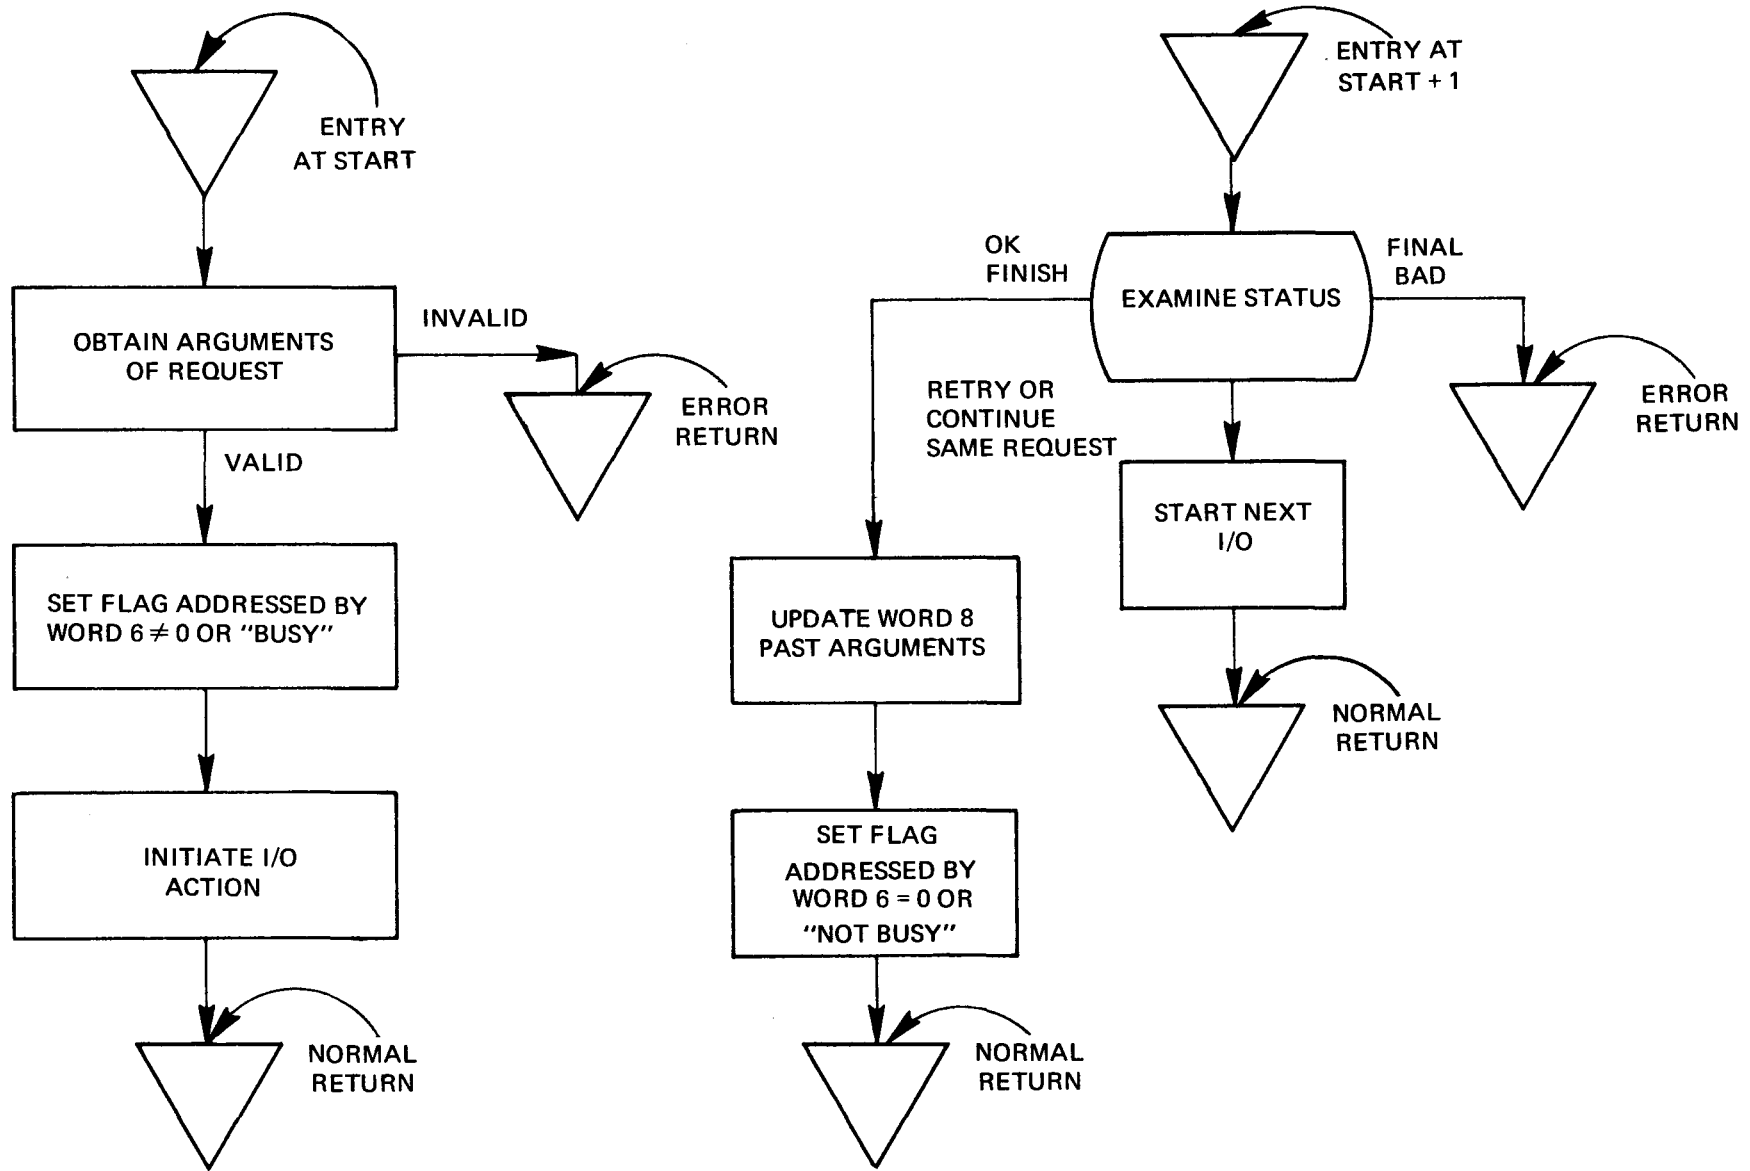 ENTRY
AT START
OBTAIN ARGUMENTS
OF REQUEST
INVALID
ERROR
RETURN
VALID
SET FLAG ADDRESSED BY
WORD 6 ≠ 0 OR "BUSY"
INITIATE I/O
ACTION
NORMAL
RETURN
ENTRY AT
START + 1
EXAMINE STATUS
OK
FINISH
FINAL
BAD
ERROR
RETURN
RETRY OR
CONTINUE
SAME REQUEST
START NEXT
I/O
NORMAL
RETURN
UPDATE WORD 8
PAST ARGUMENTS
SET FLAG
ADDRESSED BY
WORD 6 = 0 OR
"NOT BUSY"
NORMAL
RETURN